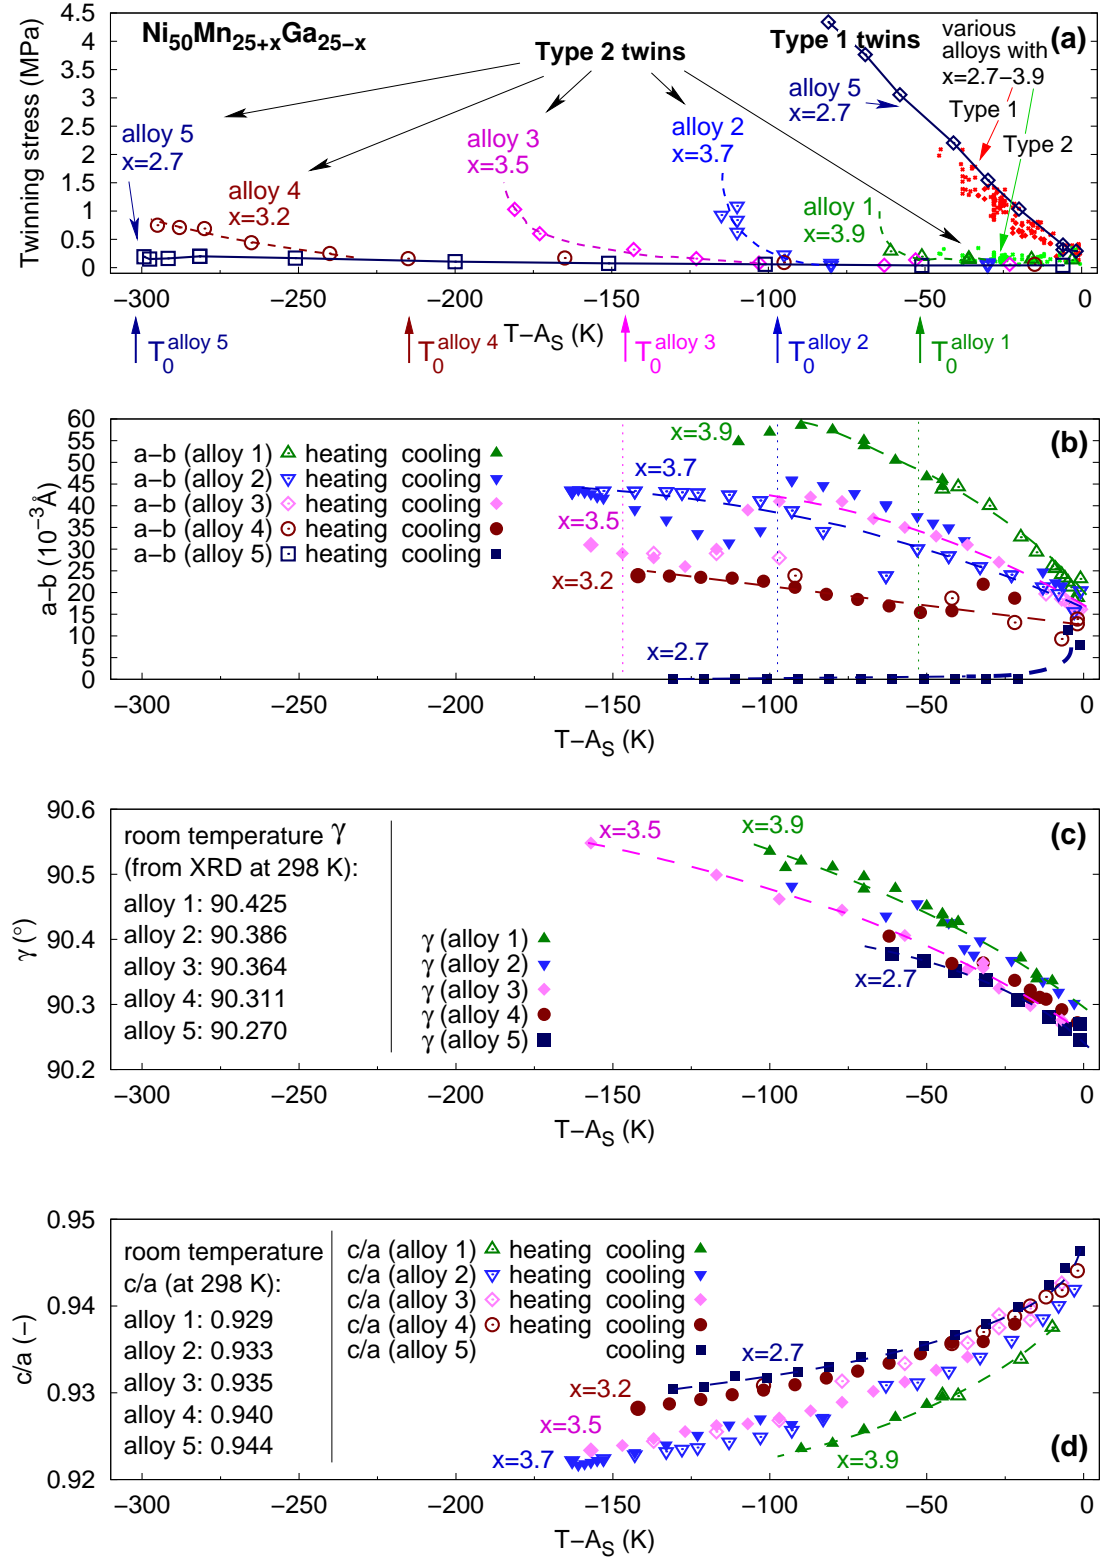 Ni50Mn25+xGa25−x
Type 2 twins
Type 1 twins
(a)
various
alloys with
x=2.7−3.9
Type 1
Type 2
alloy 5
x=2.7
alloy 5
x=2.7
alloy 4
x=3.2
alloy 3
x=3.5
alloy 2
x=3.7
alloy 1
x=3.9
Twinning stress (MPa)
4.5
4
3.5
3
2.5
2
1.5
1
0.5
0
−300 −250 −200 −150 −100 −50 0
T−AS (K)
T0 alloy 5
T0 alloy 4
T0 alloy 3
T0 alloy 2
T0 alloy 1
(b)
a−b (10−3Å)
60
55
50
45
40
35
30
25
20
15
10
5
0
a−b (alloy 1) heating cooling
a−b (alloy 2) heating cooling
a−b (alloy 3) heating cooling
a−b (alloy 4) heating cooling
a−b (alloy 5) heating cooling
x=3.9
x=3.7
x=3.5
x=3.2
x=2.7
−300 −250 −200 −150 −100 −50 0
T−AS (K)
(c)
γ (°)
90.6
90.5
90.4
90.3
90.2
room temperature γ
(from XRD at 298 K):
alloy 1: 90.425
alloy 2: 90.386
alloy 3: 90.364
alloy 4: 90.311
alloy 5: 90.270
γ (alloy 1)
γ (alloy 2)
γ (alloy 3)
γ (alloy 4)
γ (alloy 5)
x=3.5
x=3.9
x=2.7
−300 −250 −200 −150 −100 −50 0
T−AS (K)
c/a (−)
0.95
0.94
0.93
0.92
room temperature
c/a (at 298 K):
alloy 1: 0.929
alloy 2: 0.933
alloy 3: 0.935
alloy 4: 0.940
alloy 5: 0.944
c/a (alloy 1) heating cooling
c/a (alloy 2) heating cooling
c/a (alloy 3) heating cooling
c/a (alloy 4) heating cooling
c/a (alloy 5) cooling
x=2.7
x=3.2
x=3.5
x=3.7
x=3.9
(d)
−300 −250 −200 −150 −100 −50 0
T−AS (K)